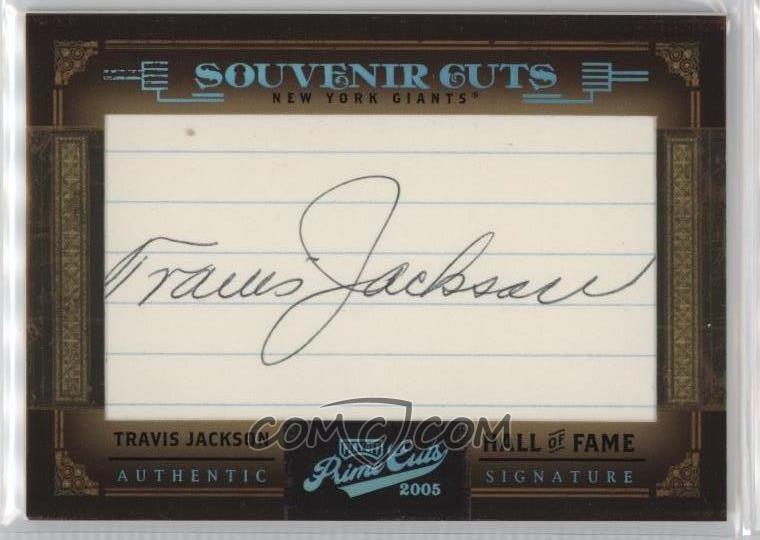 SOUVENIR CUTS
NEW YORK GIANTS®
Travis Jackson
COMC.COM
TRAVIS JACKSON
HALL OF FAME
AUTHENTIC
PLAYOFF
Prime Cuts
2005
SIGNATURE